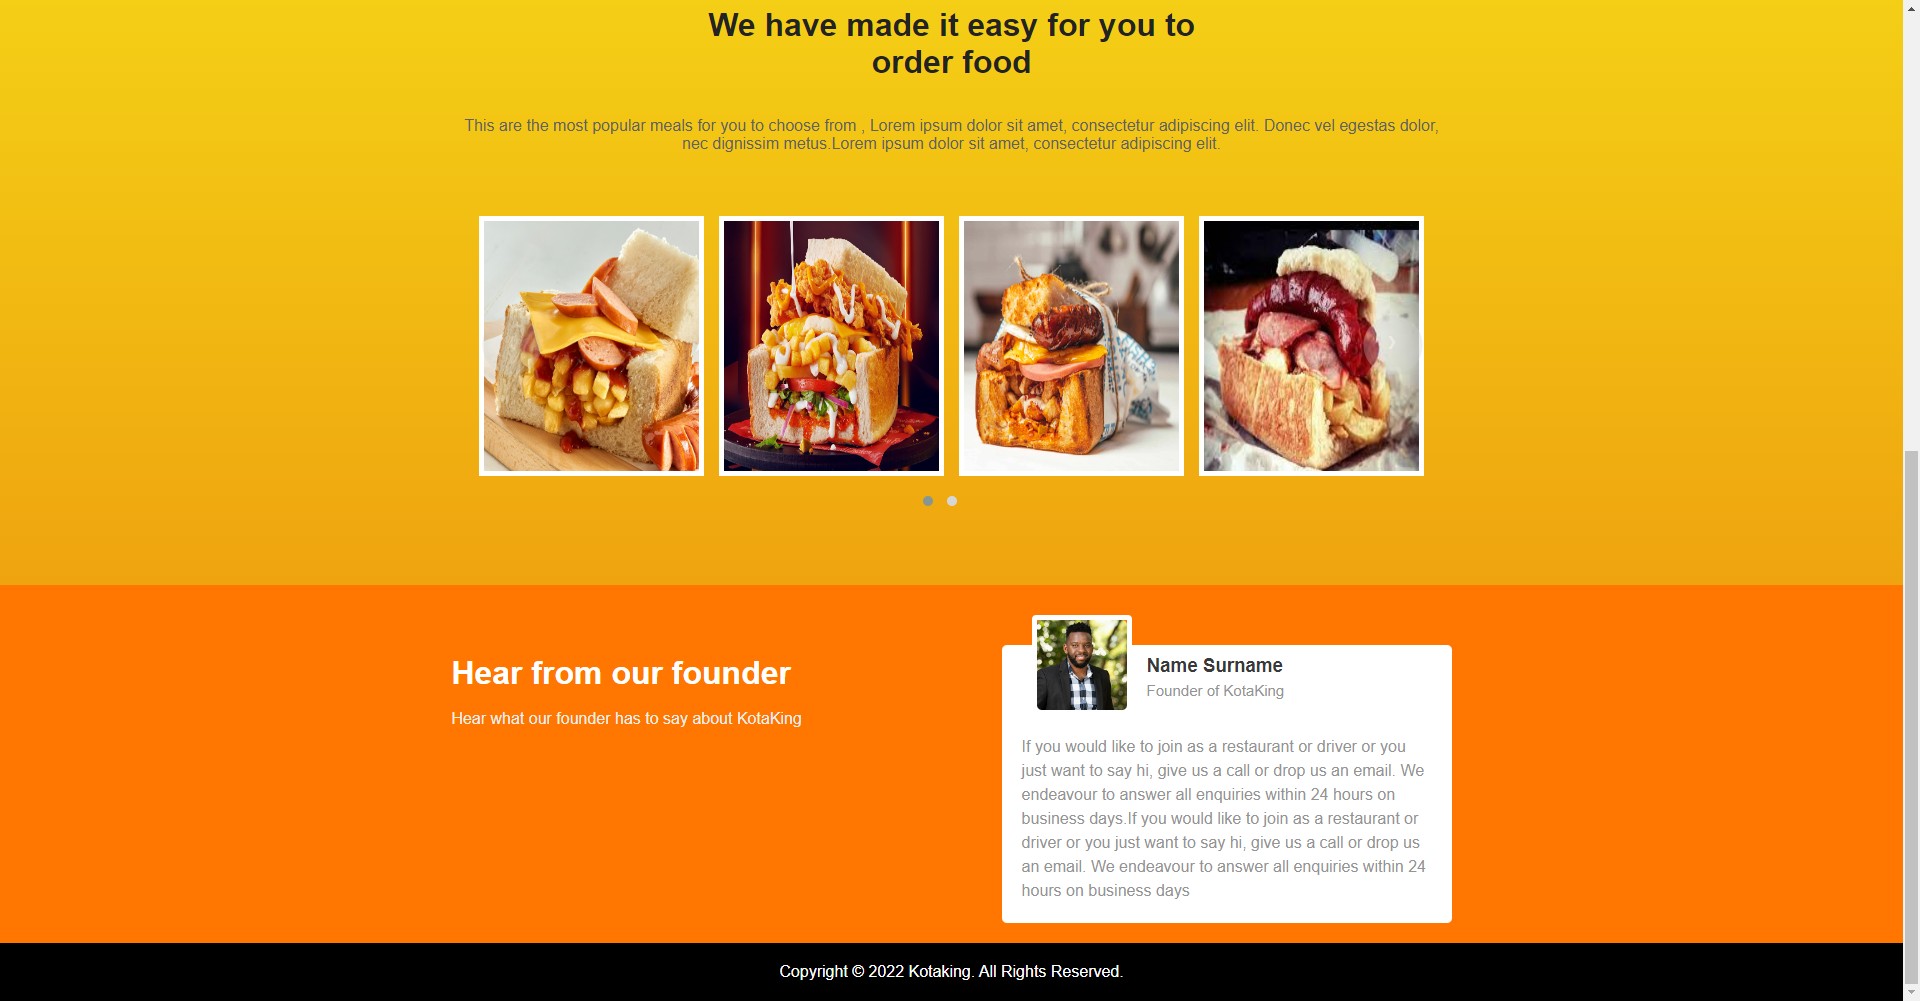 We have made it easy for you to
order food
This are the most popular meals for you to choose from , Lorem ipsum dolor sit amet, consectetur adipiscing elit. Donec vel egestas dolor,
nec dignissim metus.Lorem ipsum dolor sit amet, consectetur adipiscing elit.
Hear from our founder
Hear what our founder has to say about KotaKing
Name Surname
Founder of KotaKing
If you would like to join as a restaurant or driver or you
just want to say hi, give us a call or drop us an email. We
endeavour to answer all enquiries within 24 hours on
business days.If you would like to join as a restaurant or
driver or you just want to say hi, give us a call or drop us
an email. We endeavour to answer all enquiries within 24
hours on business days
Copyright © 2022 Kotaking. All Rights Reserved.